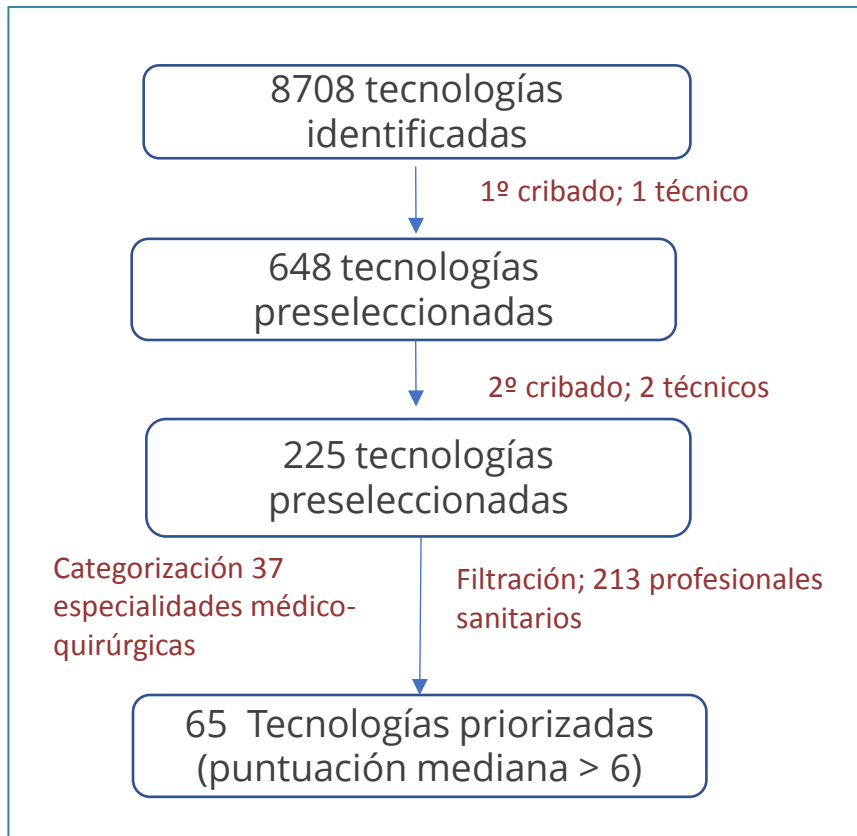 8708 tecnologías
identificadas
1º cribado; 1 técnico
648 tecnologías
preseleccionadas
2º cribado; 2 técnicos
225 tecnologías
preseleccionadas
Categorización 37
especialidades médico-
quirúrgicas
Filtración; 213 profesionales
sanitarios
65 Tecnologías priorizadas
(puntuación mediana > 6)